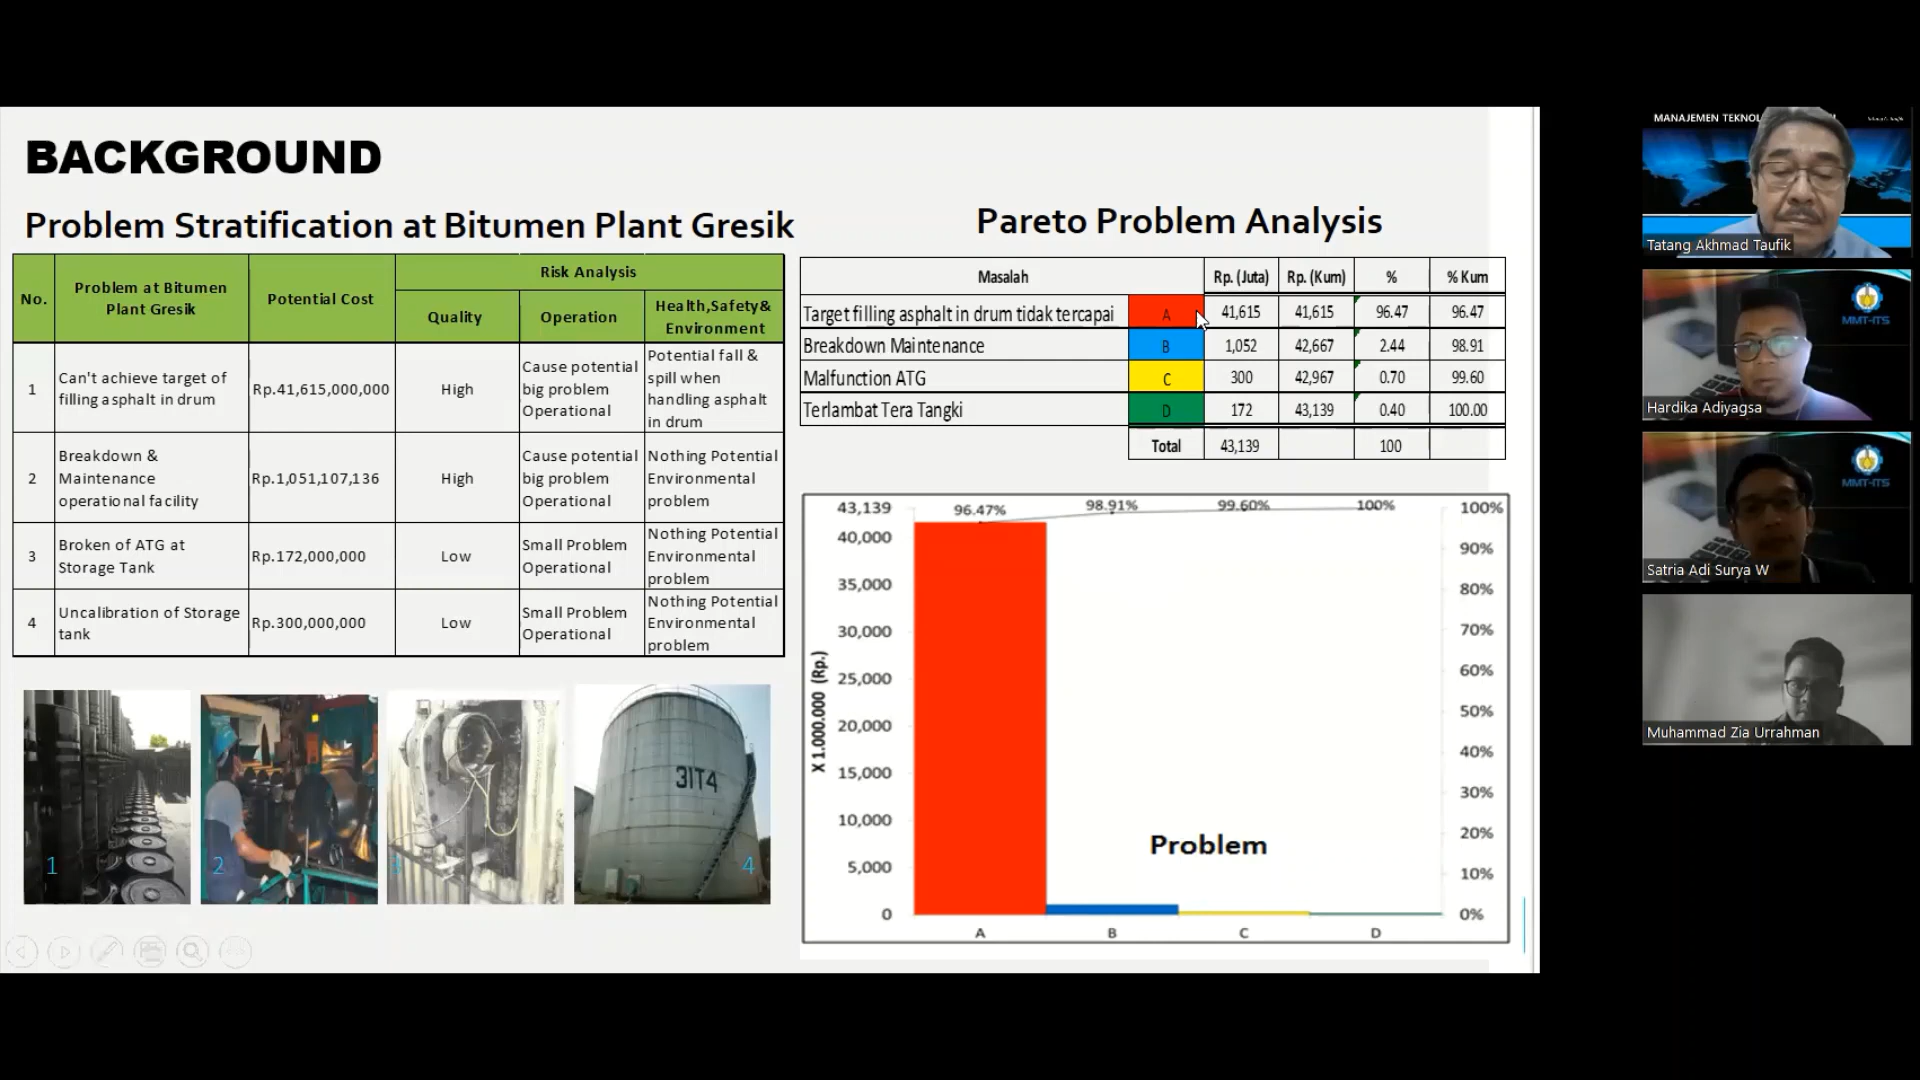 BACKGROUND
Problem Stratification at Bitumen Plant Gresik
No.
Problem at Bitumen
Plant Gresik
Potential Cost
Risk Analysis
Quality
Operation
Health,Safety&
Environment
1
Can't achieve target of
filling asphalt in drum
Rp.41,615,000,000
High
Cause potential
big problem
Operational
Potential fall &
spill when
handling asphalt
in drum
2
Breakdown &
Maintenance
operational facility
Rp.1,051,107,136
High
Cause potential
big problem
Operational
Nothing Potential
Environmental
problem
3
Broken of ATG at
Storage Tank
Rp.172,000,000
Low
Small Problem
Operational
Nothing Potential
Environmental
problem
4
Uncalibration of Storage
tank
Rp.300,000,000
Low
Small Problem
Operational
Nothing Potential
Environmental
problem
1
2
3
31T4
4
Pareto Problem Analysis
Masalah Rp. (Juta) Rp. (Kum) % % Kum
Target filling asphalt in drum tidak tercapai A 41,615 41,615 96.47 96.47
Breakdown Maintenance B 1,052 42,667 2.44 98.91
Malfunction ATG C 300 42,967 0.70 99.60
Terlambat Tera Tangki D 172 43,139 0.40 100.00
Total 43,139 100
X 1.000.000 (Rp.)
43,139
40,000
35,000
30,000
25,000
20,000
15,000
10,000
5,000
0
96.47%
98.91%
99.60%
100%
100%
90%
80%
70%
60%
50%
40%
30%
20%
10%
0%
Problem
A
B
C
D
MANAJEMEN TEKNOL
Tatang Akhmad Taufik
MMT-ITS
Hardika Adiyagsa
MMT-ITS
Satria Adi Surya W
Muhammad Zia Urrahman